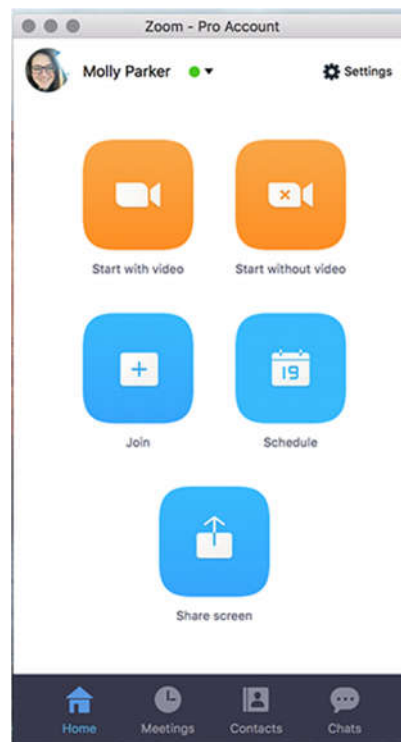 Zoom - Pro Account
Molly Parker
Settings
Start with video
Start without video
Join
19
Schedule
Share screen
Home
Meetings
Contacts
Chats